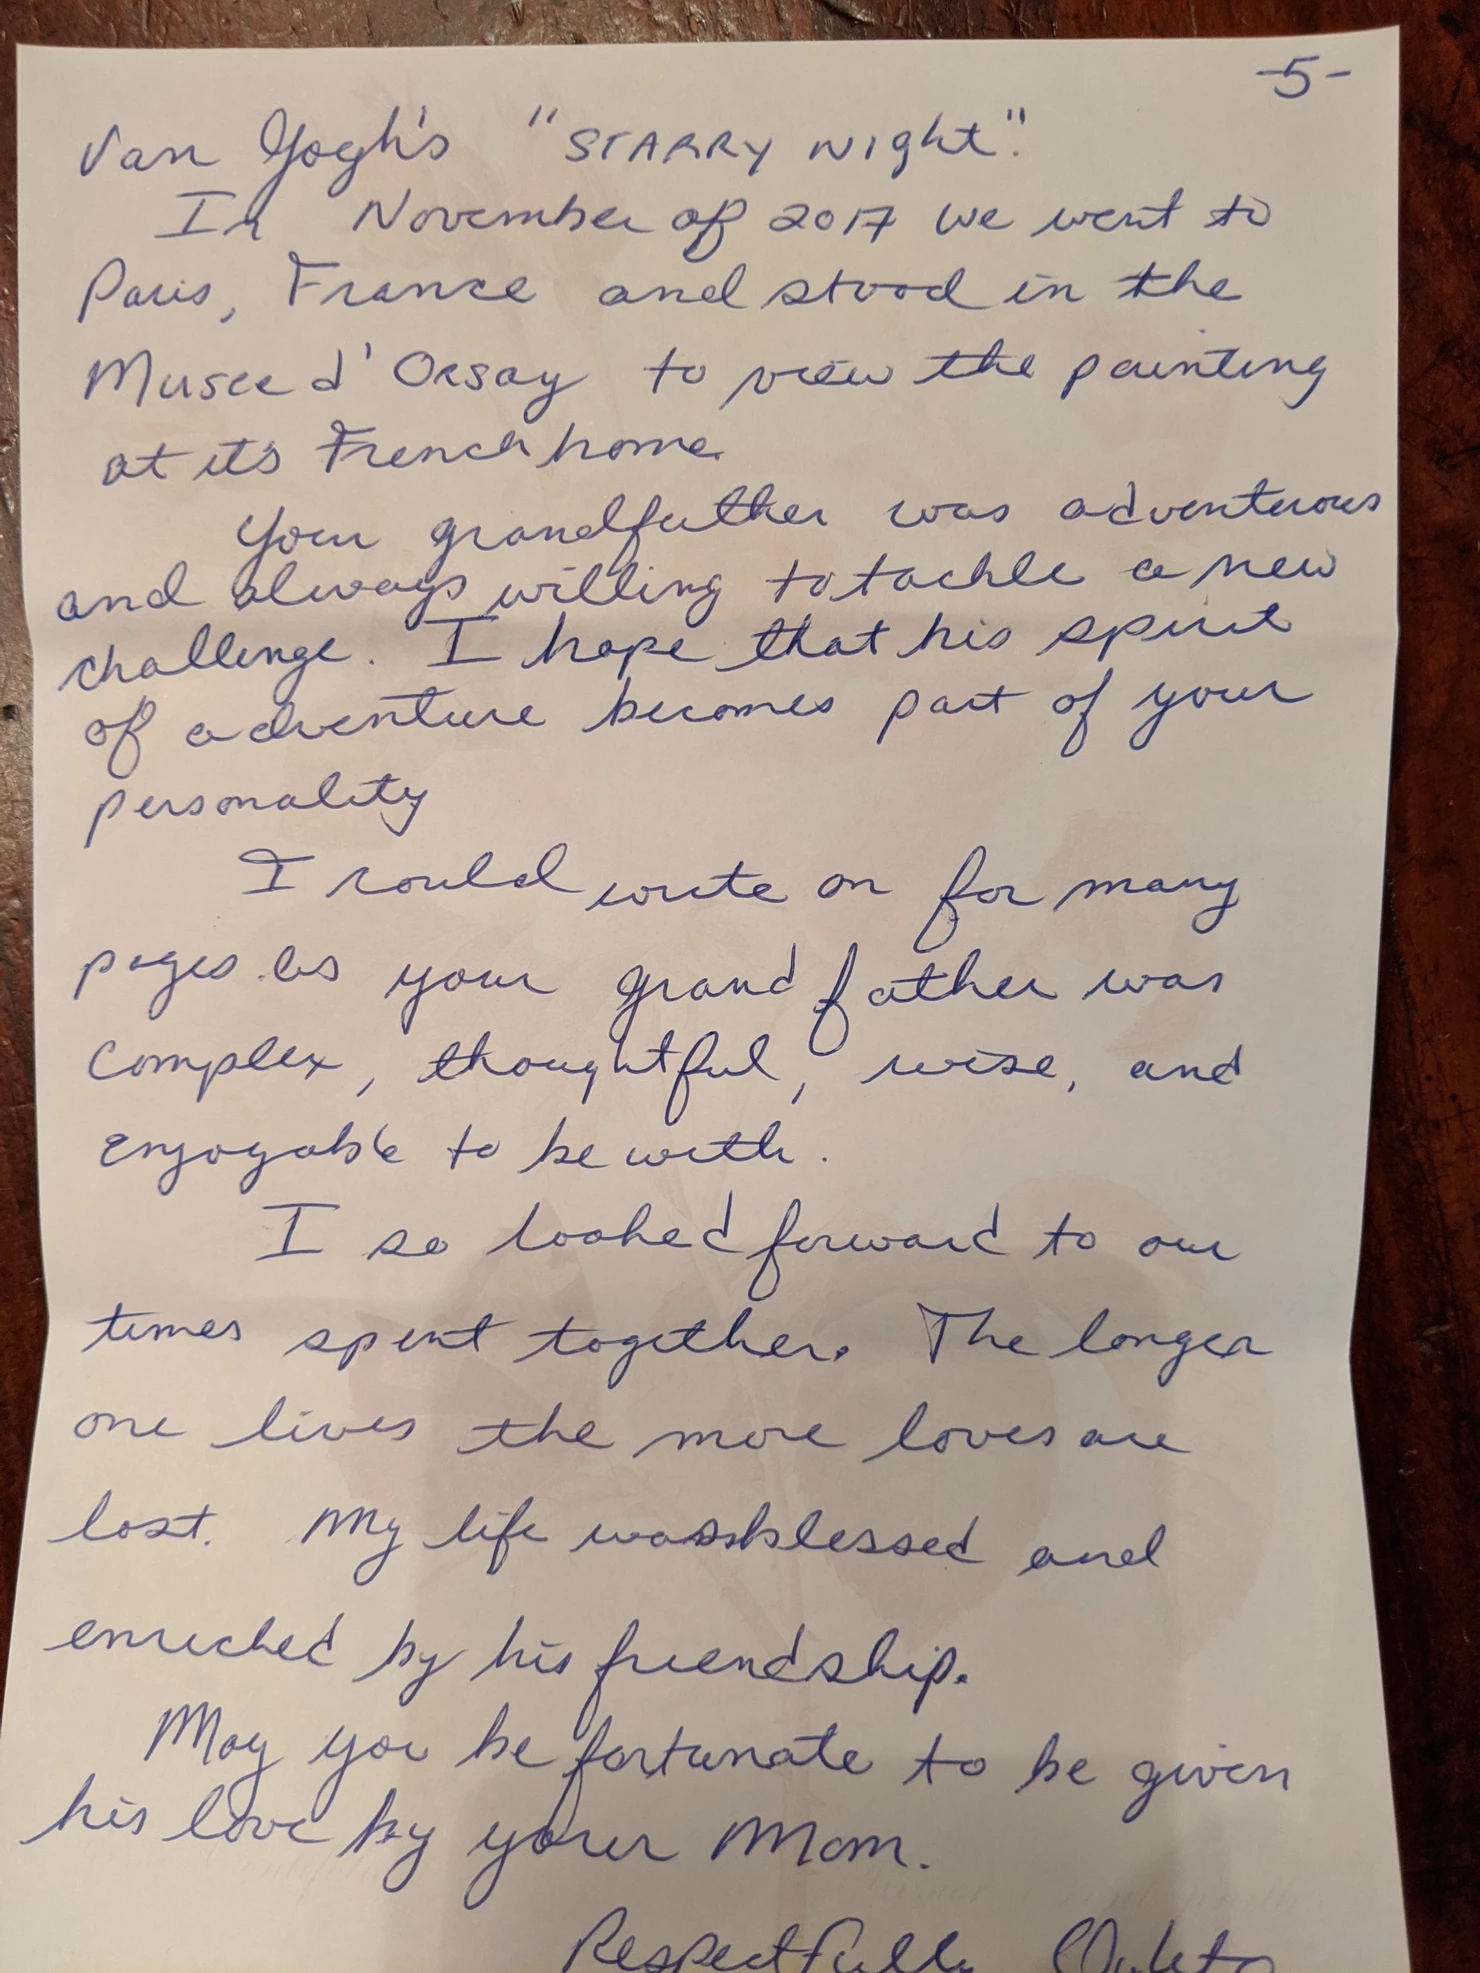 -5-
Van Gogh's "STARRY Night".
In November of 2017 we went to
Paris, France and stood in the
Musee d'Orsay to view the painting
at it's French home.
Your grandfather was adventurous
and always willing to tackle a new
challenge. I hope that his spirit
of adventure becomes part of your
personality
I could write on for many
pages as your grandfather was
complex, thoughtful, wise, and
enjoyable to be with.
I so looked forward to our
times spent together. The longer
one lives the more loves are
lost. My life was blessed and
enriched by his friendship.
May you be fortunate to be given
his love by your Mom.
Respectfully